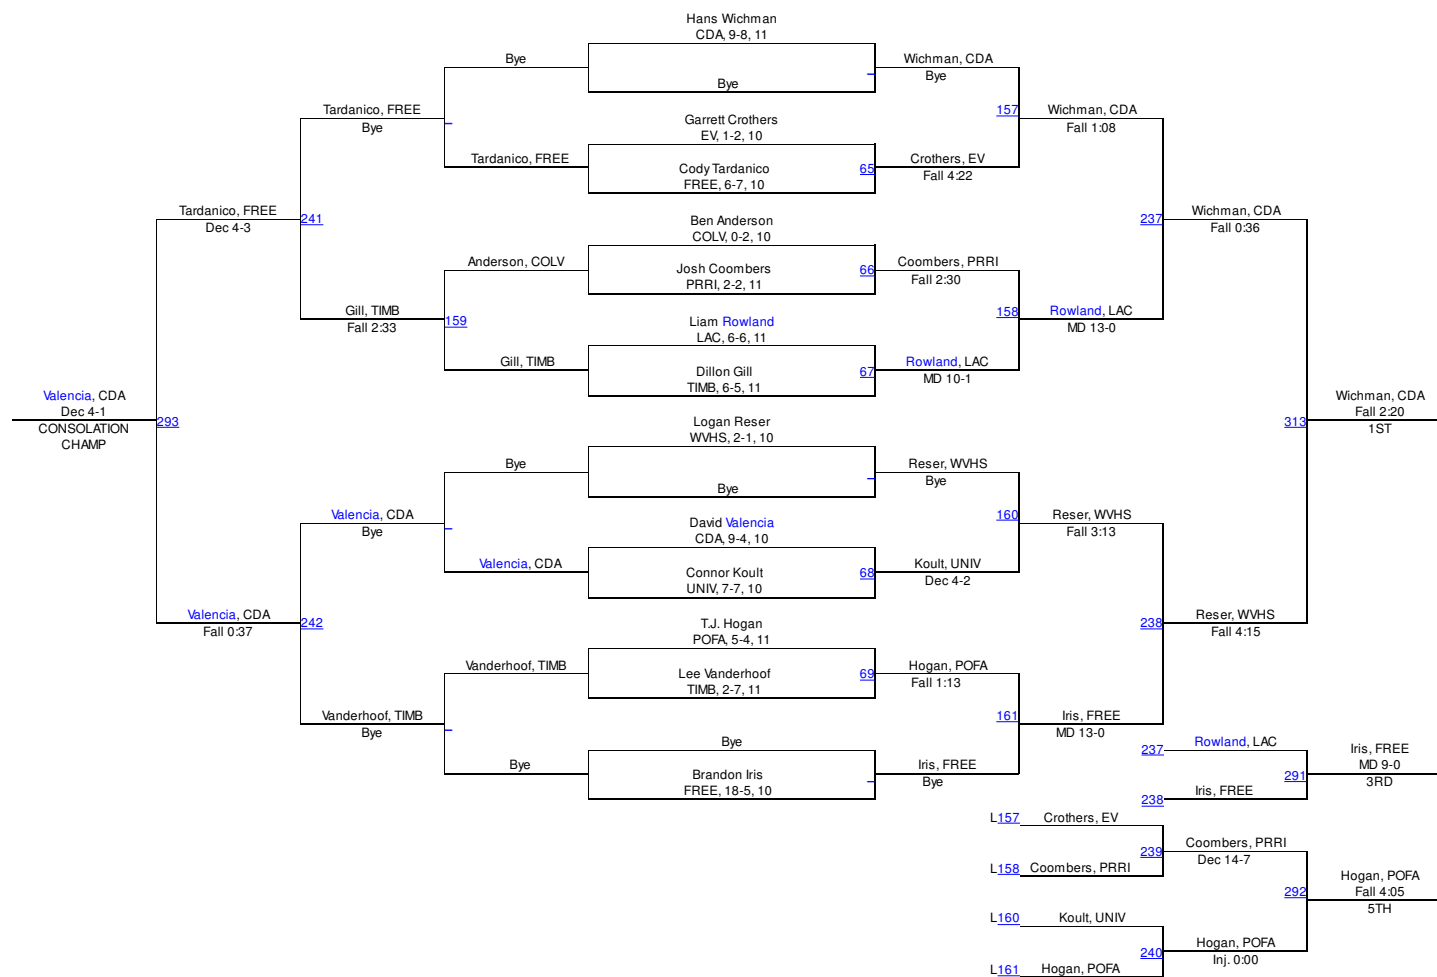 Hans Wichman
CDA, 9-8, 11
Bye
Bye
Wichman, CDA
Bye
Tardanico, FREE
Bye
157
Wichman, CDA
Fall 1:08
Garrett Crothers
EV, 1-2, 10
Tardanico, FREE
Cody Tardanico
FREE, 6-7, 10
65
Crothers, EV
Fall 4:22
Tardanico, FREE
Dec 4-3
241
237
Wichman, CDA
Fall 0:36
Ben Anderson
COLV, 0-2, 10
Anderson, COLV
Josh Coombers
PRRI, 2-2, 11
66
Coombers, PRRI
Fall 2:30
Gill, TIMB
Fall 2:33
159
158
Rowland, LAC
MD 13-0
Liam Rowland
LAC, 6-6, 11
Gill, TIMB
Dillon Gill
TIMB, 6-5, 11
67
Rowland, LAC
MD 10-1
Valencia, CDA
Dec 4-1
CONSOLATION
CHAMP
293
313
Wichman, CDA
Fall 2:20
1ST
Logan Reser
WVHS, 2-1, 10
Bye
Bye
Reser, WVHS
Bye
Valencia, CDA
Bye
160
Reser, WVHS
Fall 3:13
David Valencia
CDA, 9-4, 10
Valencia, CDA
Connor Koult
UNIV, 7-7, 10
68
Koult, UNIV
Dec 4-2
Valencia, CDA
Fall 0:37
242
238
Reser, WVHS
Fall 4:15
T.J. Hogan
POFA, 5-4, 11
Vanderhoof, TIMB
Lee Vanderhoof
TIMB, 2-7, 11
69
Hogan, POFA
Fall 1:13
Vanderhoof, TIMB
Bye
161
Iris, FREE
MD 13-0
Bye
Bye
Brandon Iris
FREE, 18-5, 10
Iris, FREE
Bye
237
Rowland, LAC
291
Iris, FREE
MD 9-0
3RD
238
Iris, FREE
L157
Crothers, EV
239
Coombers, PRRI
Dec 14-7
L158
Coombers, PRRI
292
Hogan, POFA
Fall 4:05
5TH
L160
Koult, UNIV
240
Hogan, POFA
Inj. 0:00
L161
Hogan, POFA